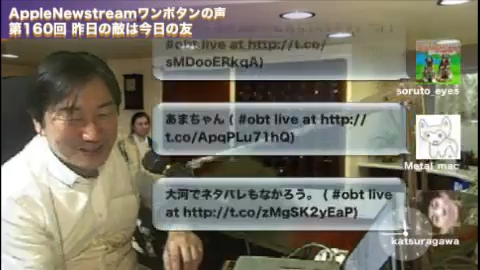 AppleNewstreamワンボタンの声
第160回 昨日の敵は今日の友
#obt live at http://t.co/
sMDooERkqA)
soruto_eyes
あまちゃん ( #obt live at http://
t.co/ApqPLu71hQ)
Metal_mac
大河でネタバレもなかろう。 ( #obt live
at http://t.co/zMgSK2yEaP)
katsuragawa